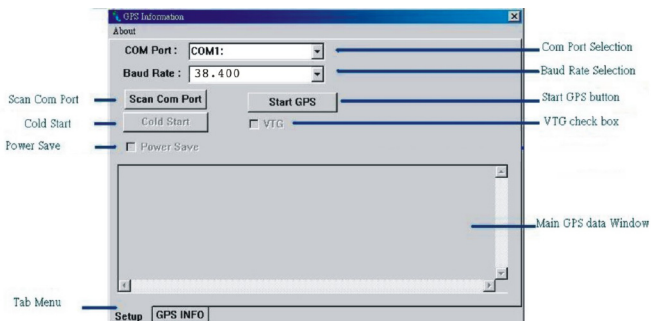 GPS Information
About
COM Port : COM1: Com Port Selection
Baud Rate : 38.400 Baud Rate Selection
Scan Com Port Scan Com Port Start GPS Start GPS button
Cold Start Cold Start VTG VTG check box
Power Save Power Save
Main GPS data Window
Tab Menu
Setup GPS INFO